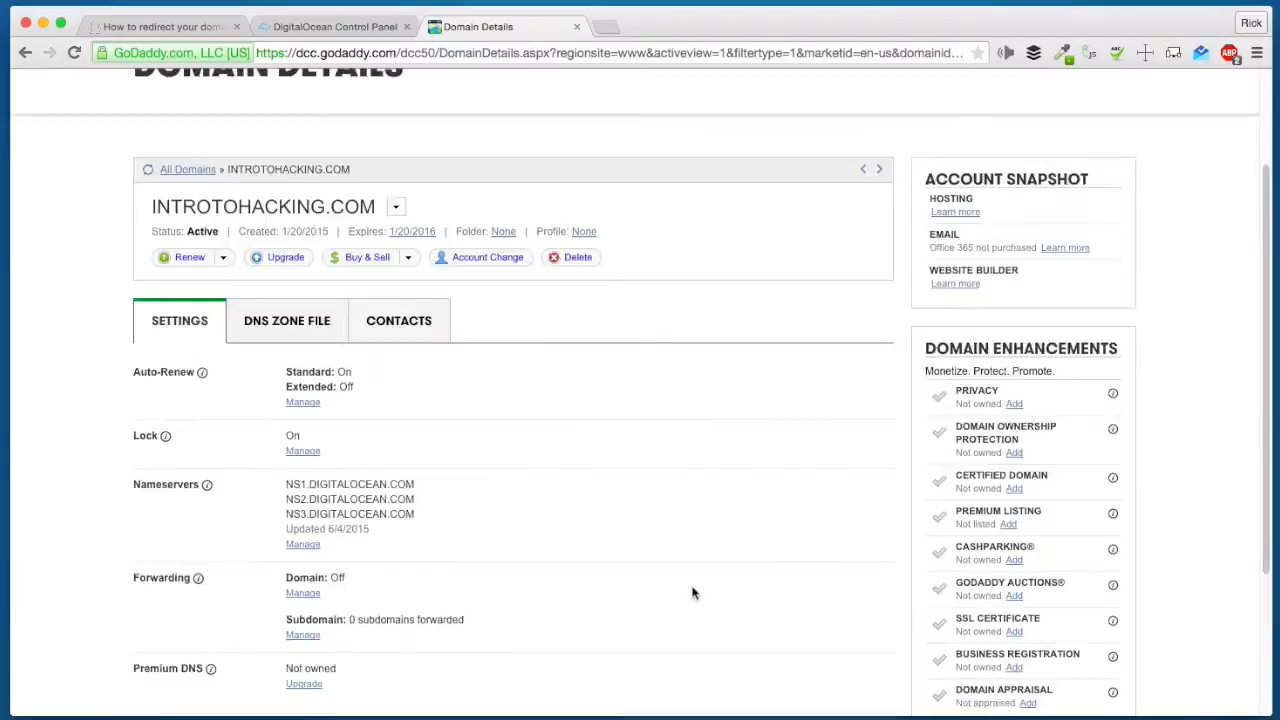 How to redirect your dom
DigitalOcean Control Panel
Domain Details
Rick
GoDaddy.com, LLC [US]
https://dcc.godaddy.com/dcc50/DomainDetails.aspx?regionsite=www&activeview=1&filtertype=1&marketid=en-us&domainid...
ABP
2
DOMAIN DETAILS
All Domains » INTROTOHACKING.COM
INTROTOHACKING.COM
Status: Active | Created: 1/20/2015 | Expires: 1/20/2016 | Folder: None | Profile: None
Renew
Upgrade
Buy & Sell
Account Change
Delete
SETTINGS
DNS ZONE FILE
CONTACTS
Auto-Renew
Standard: On
Extended: Off
Manage
Lock
On
Manage
Nameservers
NS1.DIGITALOCEAN.COM
NS2.DIGITALOCEAN.COM
NS3.DIGITALOCEAN.COM
Updated 6/4/2015
Manage
Forwarding
Domain: Off
Manage
Subdomain: 0 subdomains forwarded
Manage
Premium DNS
Not owned
Upgrade
ACCOUNT SNAPSHOT
HOSTING
Learn more
EMAIL
Office 365 not purchased Learn more
WEBSITE BUILDER
Learn more
DOMAIN ENHANCEMENTS
Monetize. Protect. Promote.
PRIVACY
Not owned Add
DOMAIN OWNERSHIP
PROTECTION
Not owned Add
CERTIFIED DOMAIN
Not owned Add
PREMIUM LISTING
Not listed Add
CASHPARKING®
Not owned Add
GODADDY AUCTIONS®
Not owned Add
SSL CERTIFICATE
Not owned Add
BUSINESS REGISTRATION
Not owned Add
DOMAIN APPRAISAL
Not appraised Add